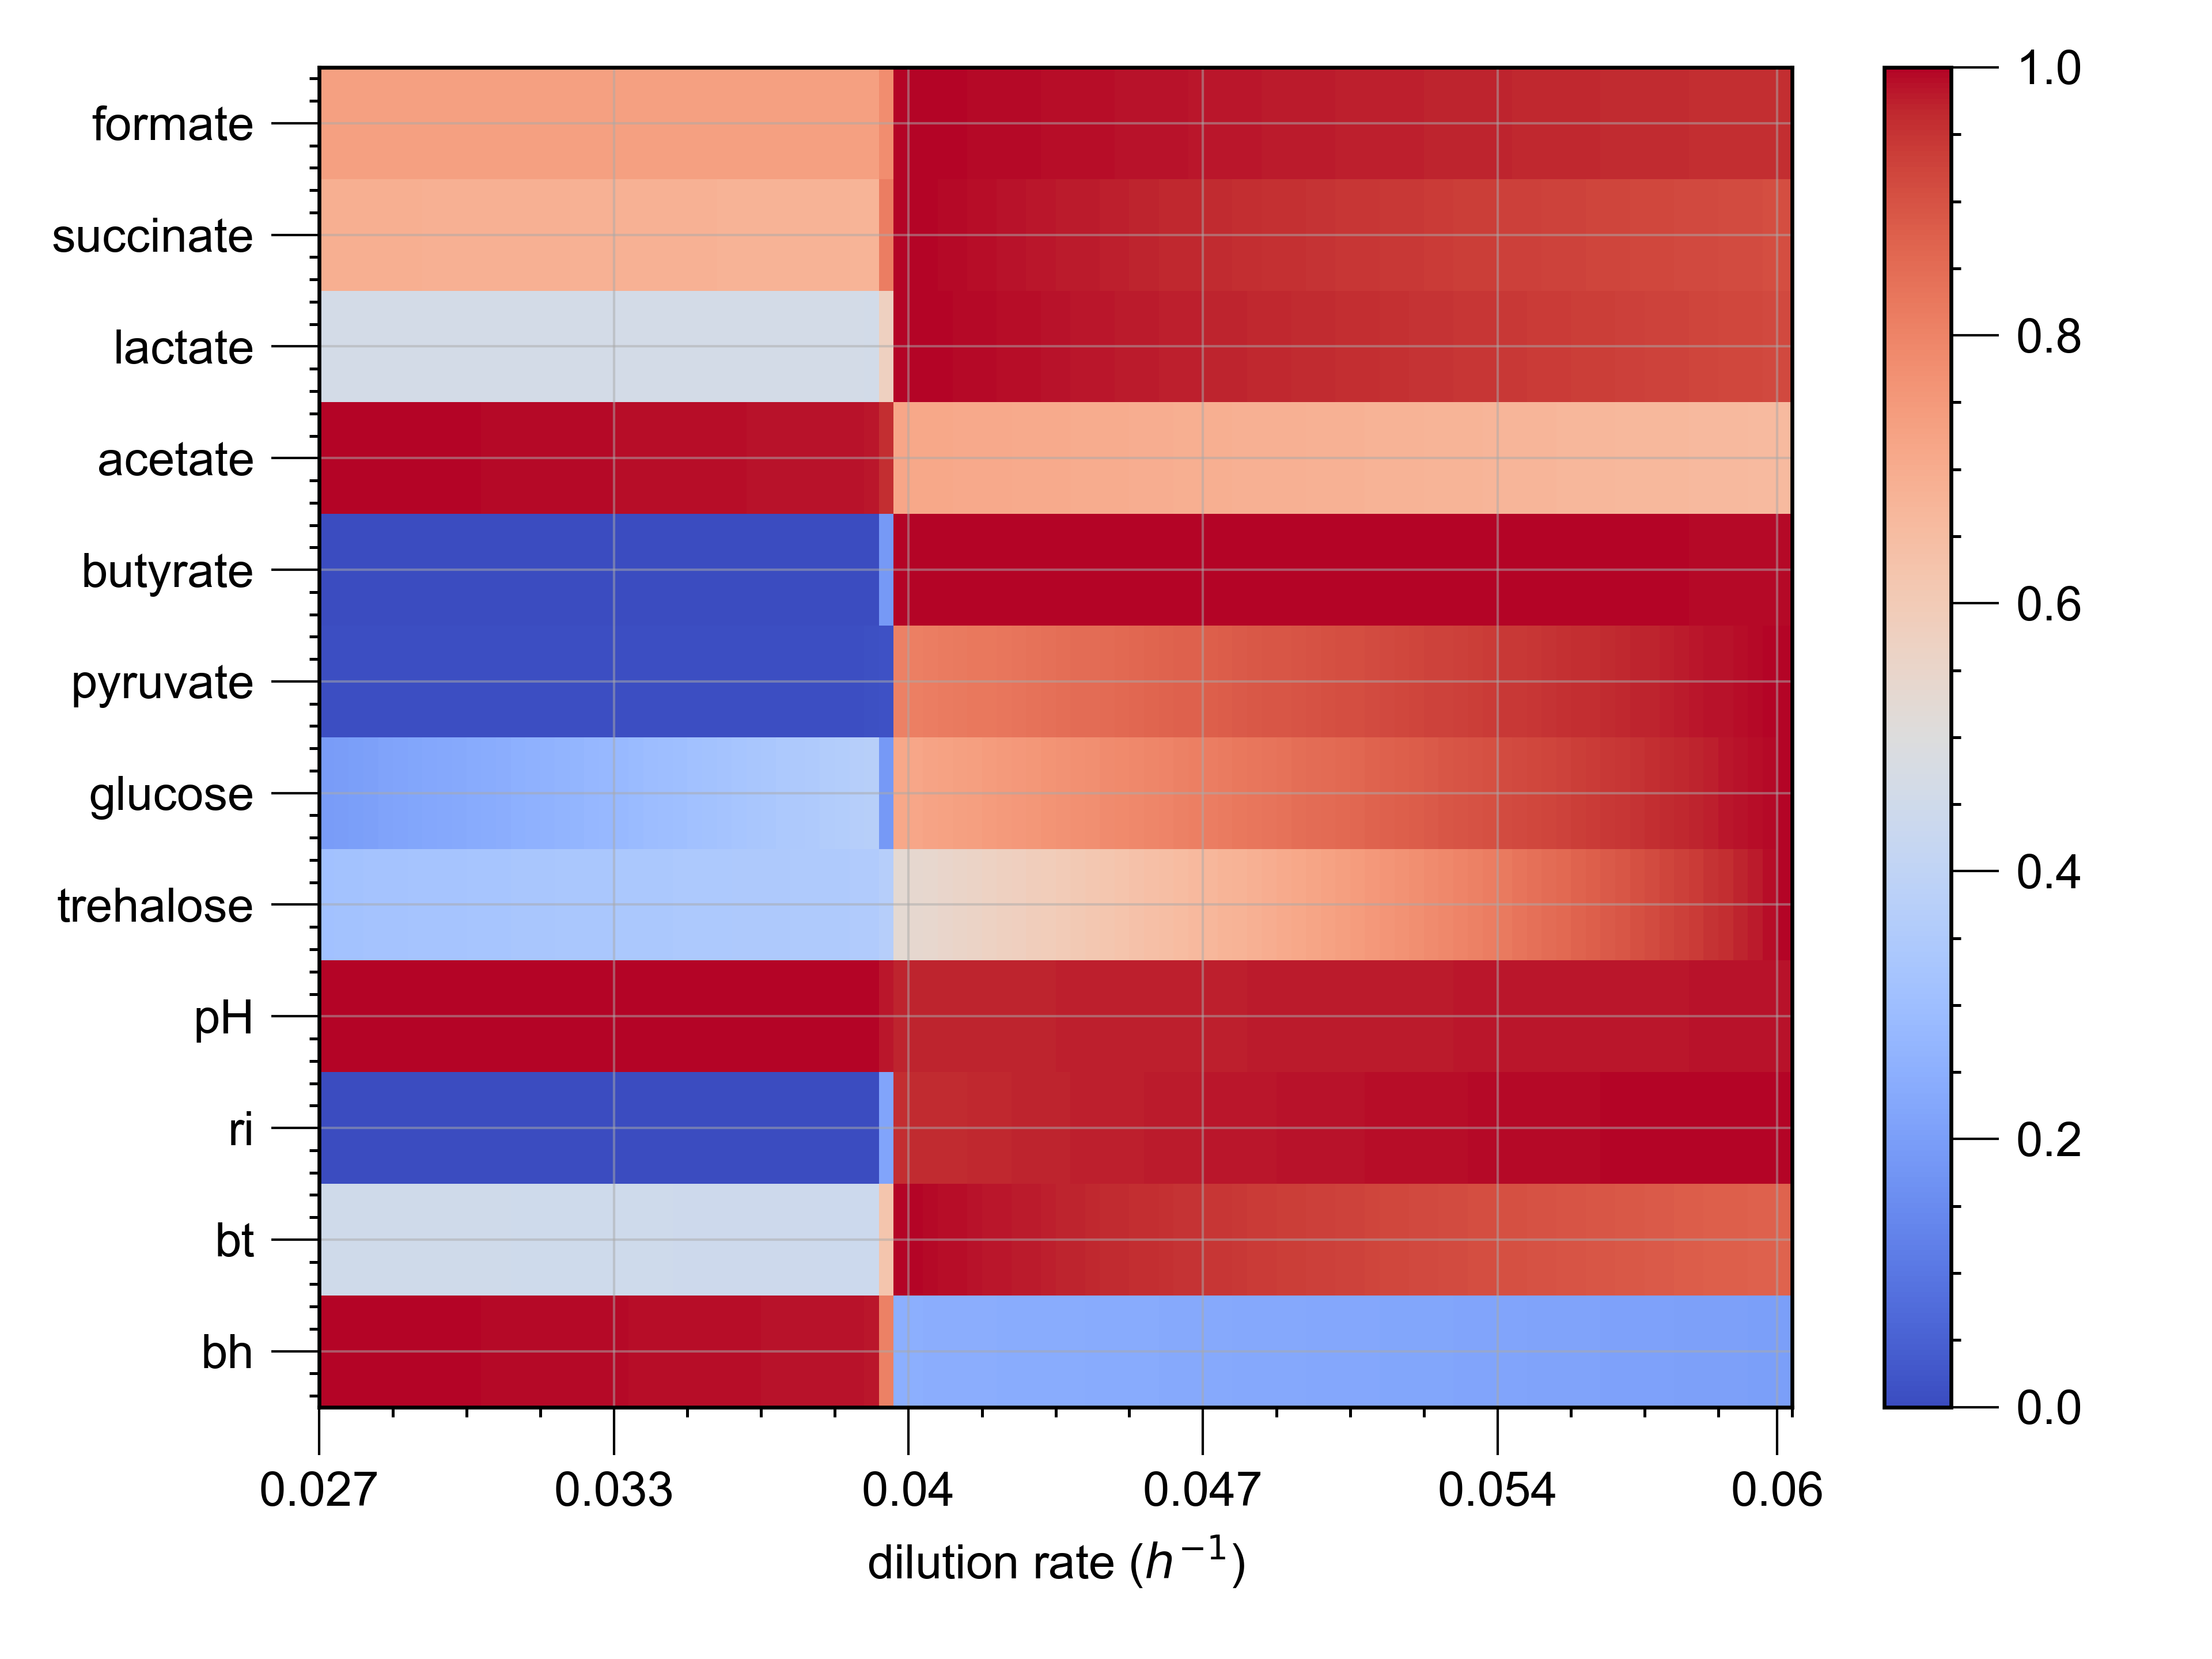 formate
succinate
lactate
acetate
butyrate
pyruvate
glucose
trehalose
pH
ri
bt
bh
0.027 0.033 0.04 0.047 0.054 0.06
dilution rate (h⁻¹)
1.0
0.8
0.6
0.4
0.2
0.0